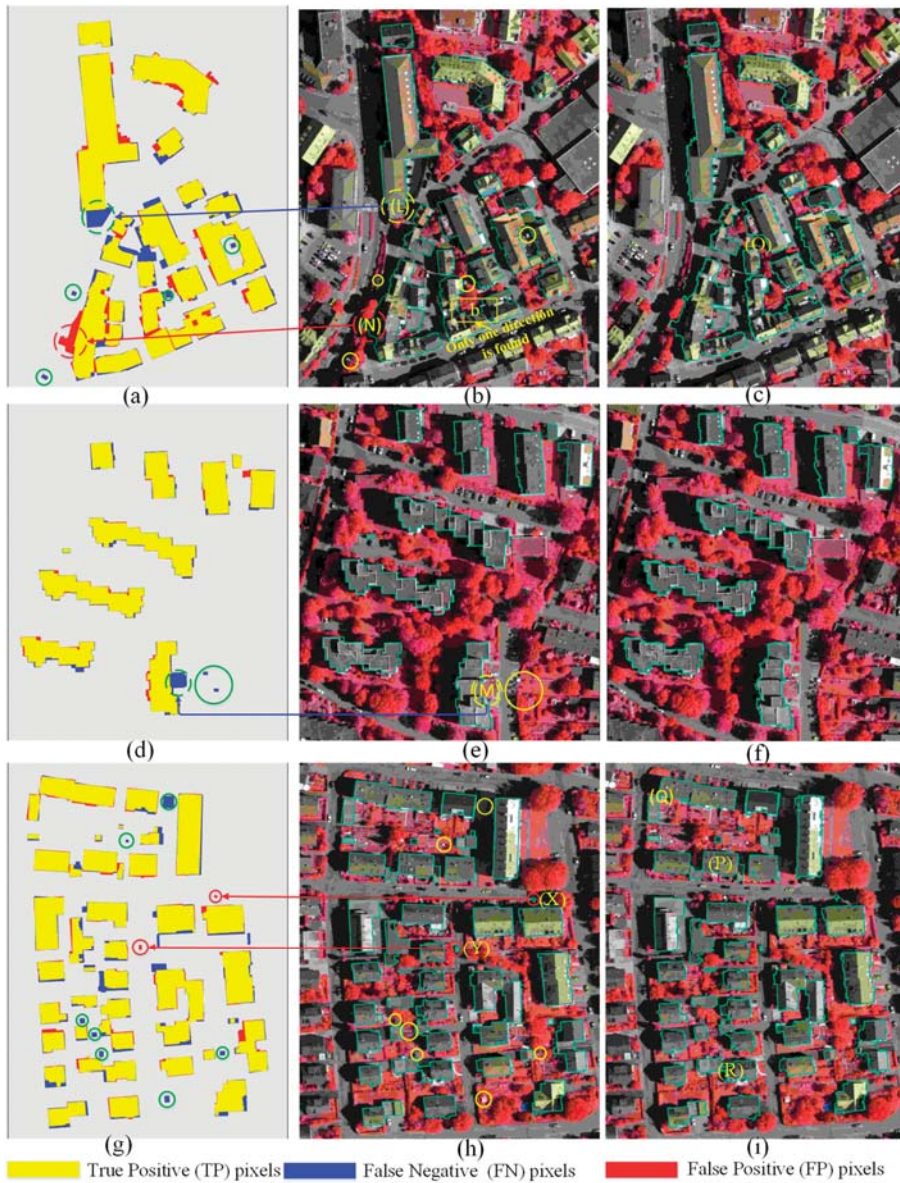 (L)
(O)
(N)
b
Only one direction
is found
(a)
(b)
(c)
(M)
(d)
(e)
(f)
(Q)
(P)
(X)
(Y)
(R)
(g)
(h)
(i)
True Positive (TP) pixels
False Negative (FN) pixels
False Positive (FP) pixels